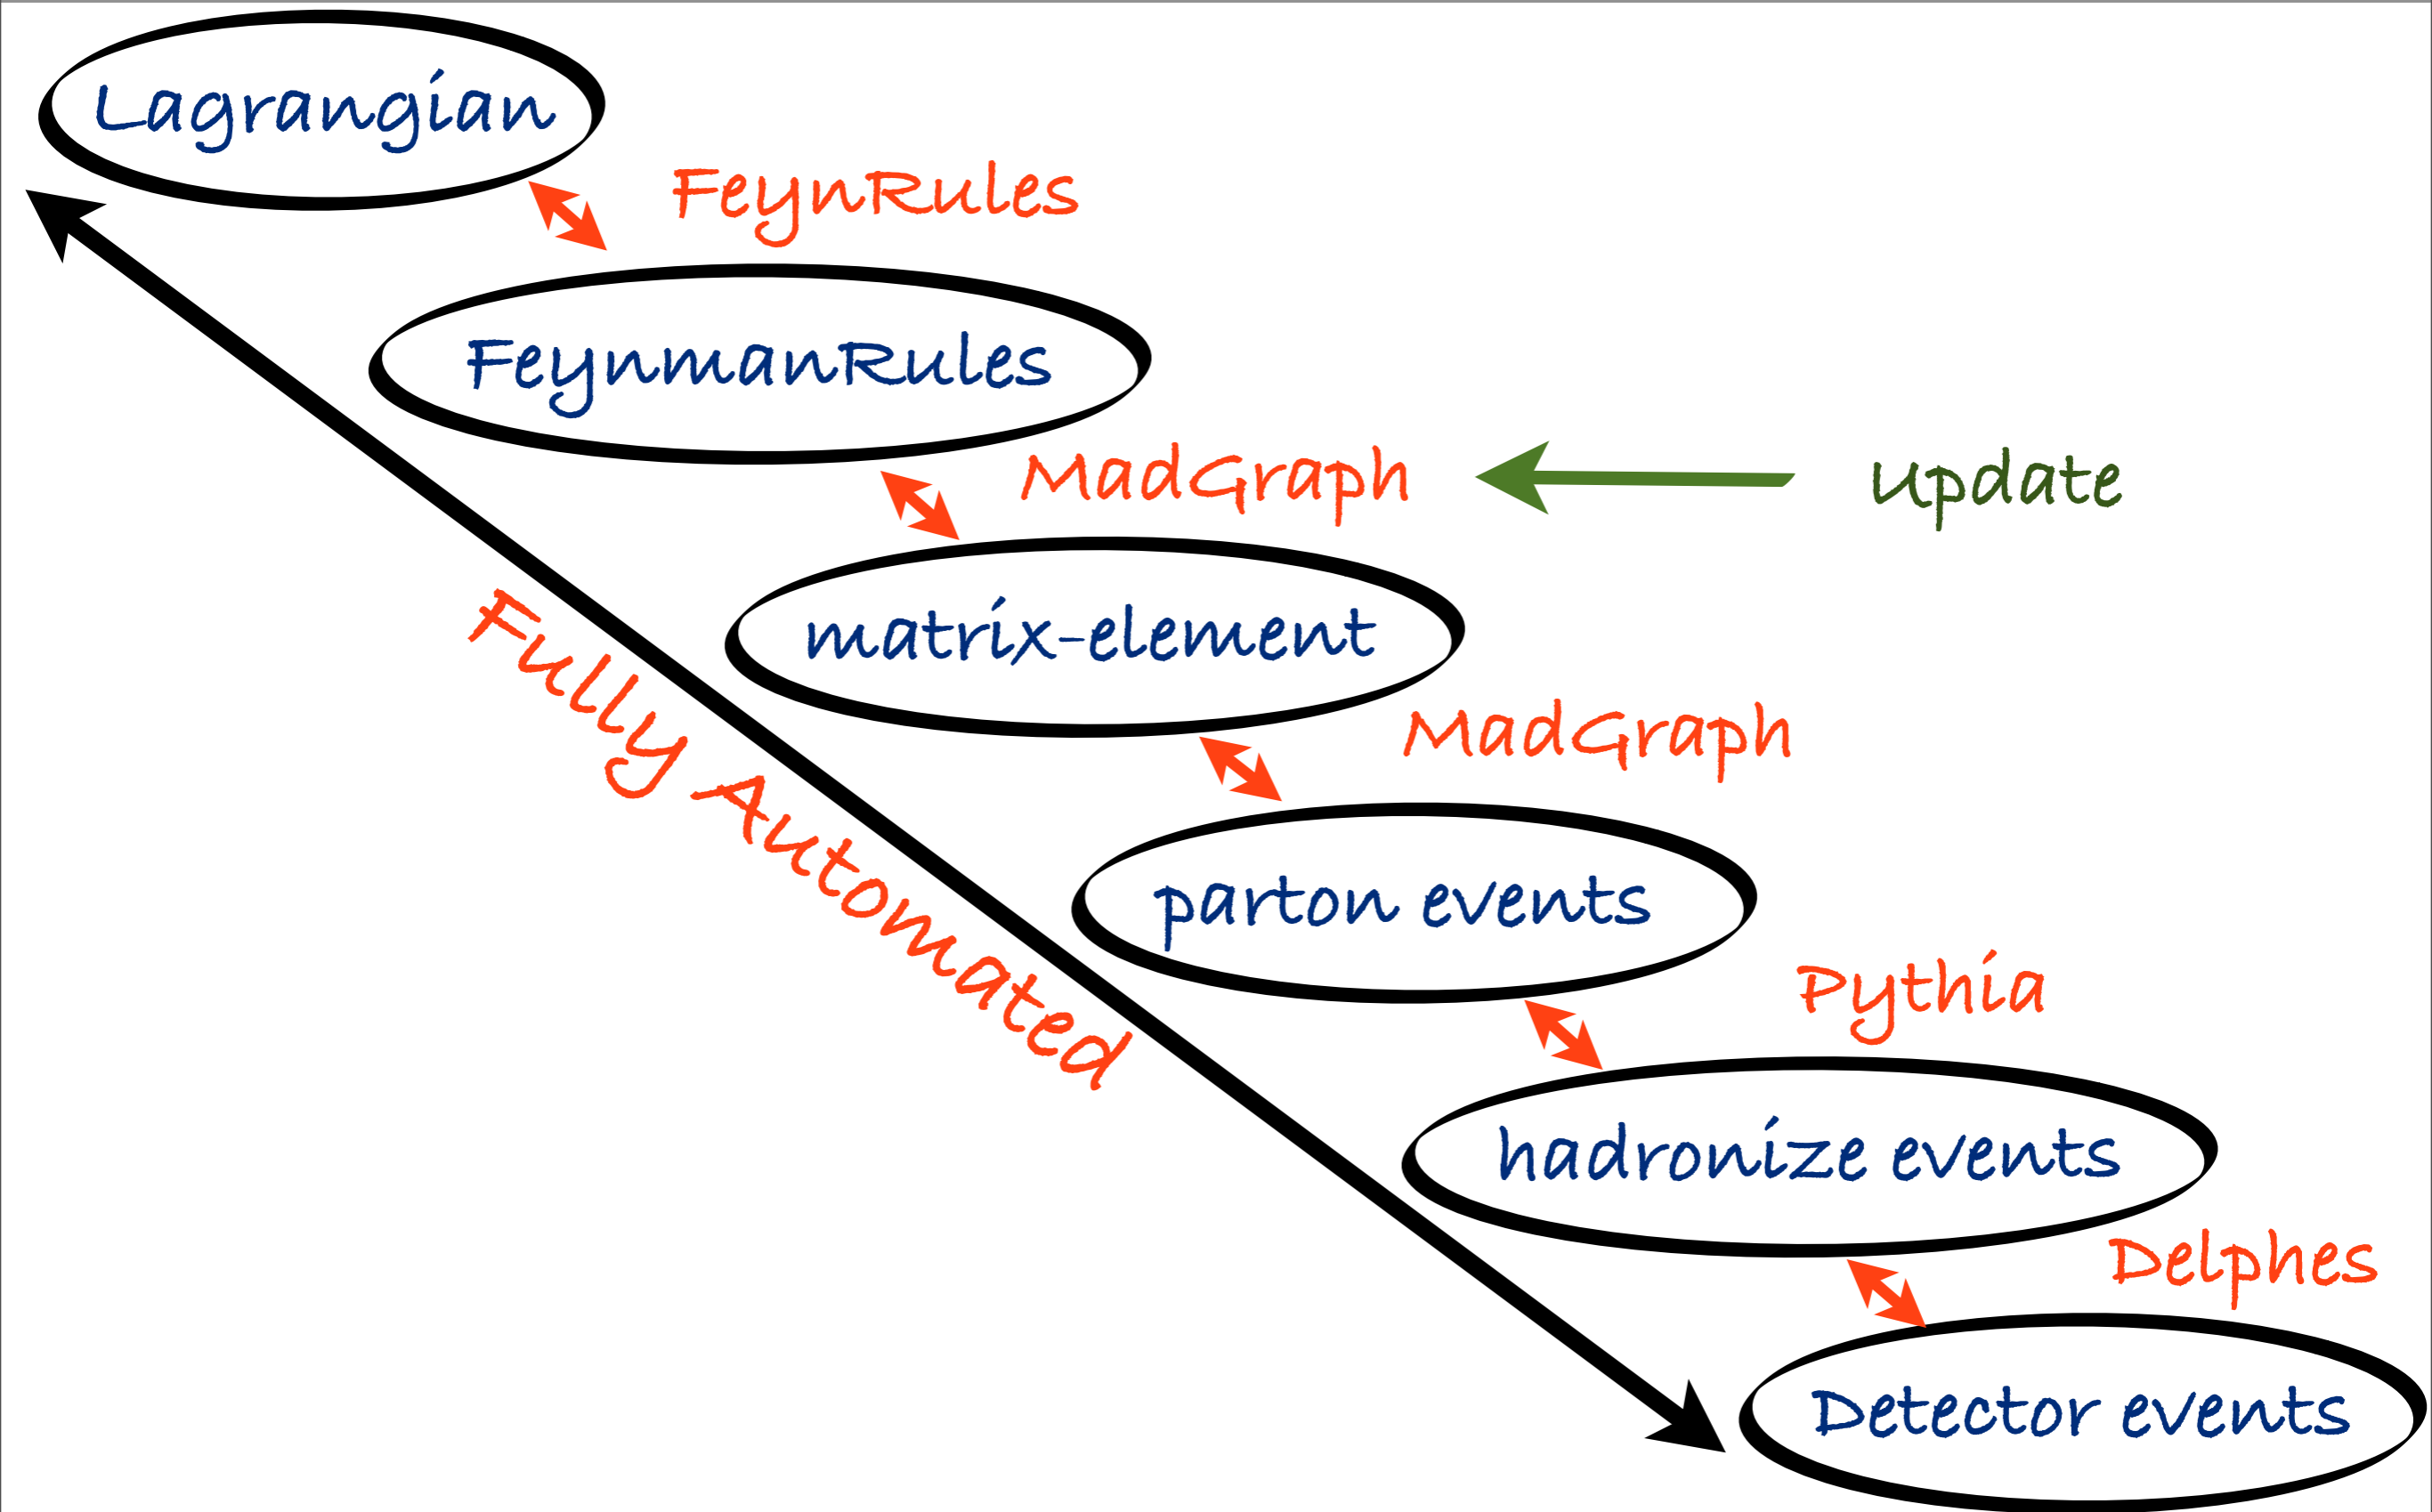 Lagrangian
FeynRules
FeynmanRules
MadGraph
Update
matrix-element
Fully Automated
MadGraph
parton events
Pythia
hadronize events
Delphes
Detector events